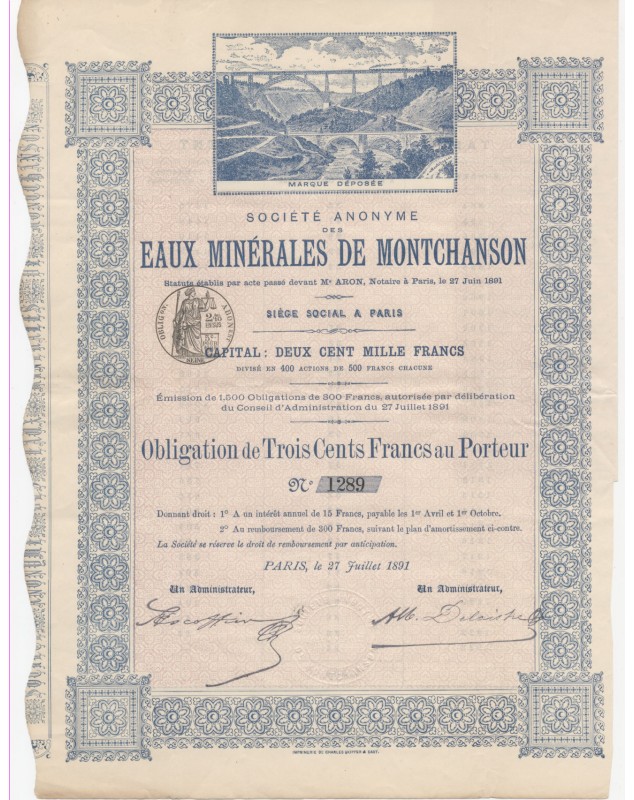 MARQUE DÉPOSÉE
SOCIÉTÉ ANONYME
DES
EAUX MINÉRALES DE MONTCHANSON
Statuts établis par acte passé devant Me ARON, Notaire à Paris, le 27 Juin 1891
SIÈGE SOCIAL A PARIS
CAPITAL: DEUX CENT MILLE FRANCS
DIVISÉ EN 400 ACTIONS DE 500 FRANCS CHACUNE
Émission de 1.500 Obligations de 300 Francs, autorisée par délibération
du Conseil d'Administration du 27 Juillet 1891
Obligation de Trois Cents Francs au Porteur
No 1289
Donnant droit: 1o A un intérêt annuel de 15 Francs, payable les 1er Avril et 1er Octobre.
2o Au remboursement de 300 Francs, suivant le plan d'amortissement ci-contre.
La Société se réserve le droit de remboursement par anticipation.
PARIS, le 27 Juillet 1891
Un Administrateur,
Un Administrateur,